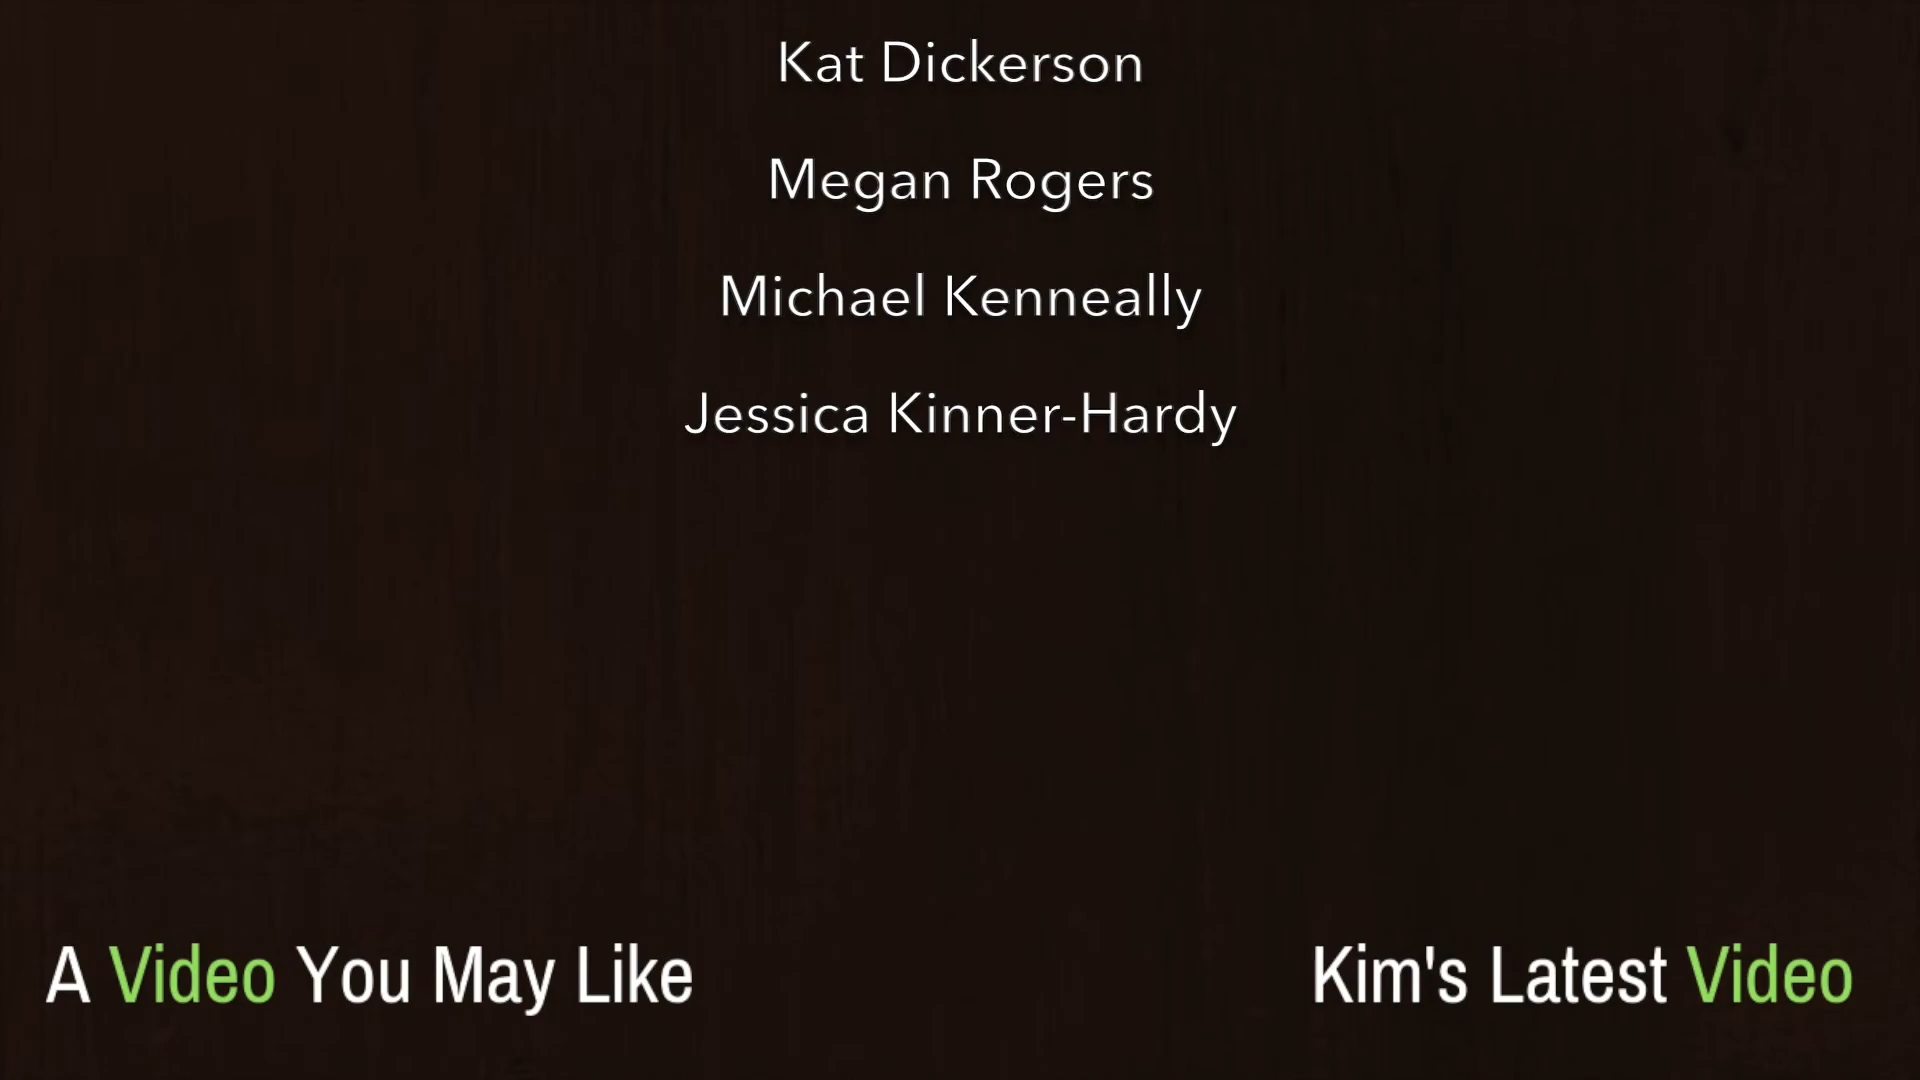 Kat Dickerson
Megan Rogers
Michael Kenneally
Jessica Kinner-Hardy
A Video You May Like
Kim's Latest Video